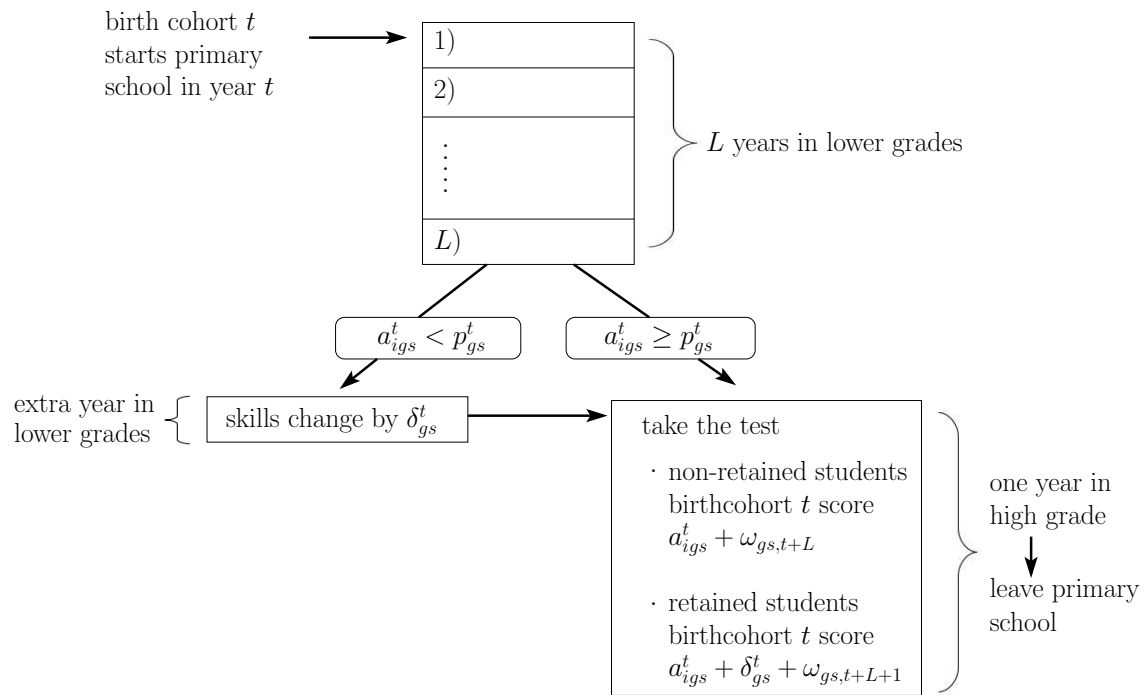 birth cohort t
starts primary
school in year t
1)
2)
L)
L years in lower grades
a^t_{igs} < p^t_{gs}
a^t_{igs} ≥ p^t_{gs}
extra year in
lower grades
skills change by δ^t_{gs}
take the test
· non-retained students
birthcohort t score
a^t_{igs} + ω_{gs,t+L}
· retained students
birthcohort t score
a^t_{igs} + δ^t_{gs} + ω_{gs,t+L+1}
one year in
high grade
leave primary
school